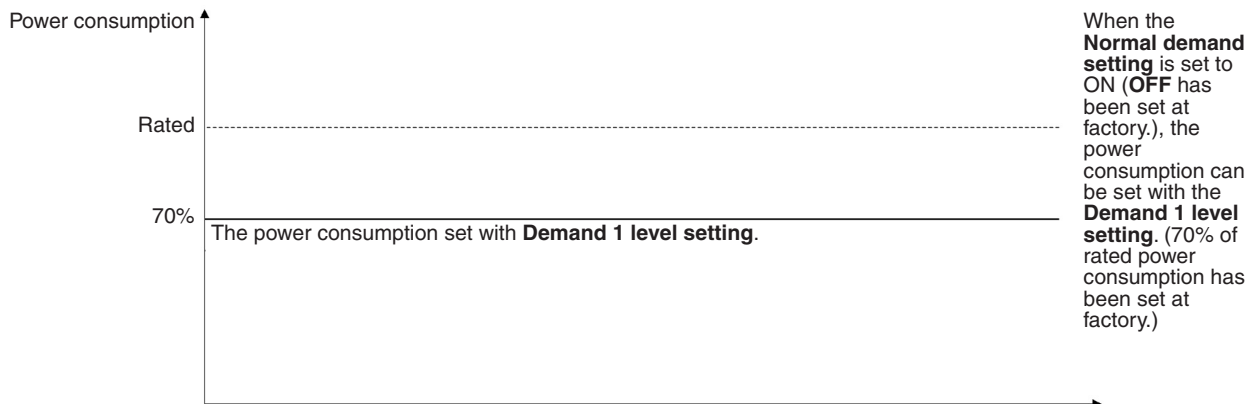 Power consumption
Rated
70%
The power consumption set with Demand 1 level setting.
When the
Normal demand
setting is set to
ON (OFF has
been set at
factory.), the
power
consumption can
be set with the
Demand 1 level
setting. (70% of
rated power
consumption has
been set at
factory.)